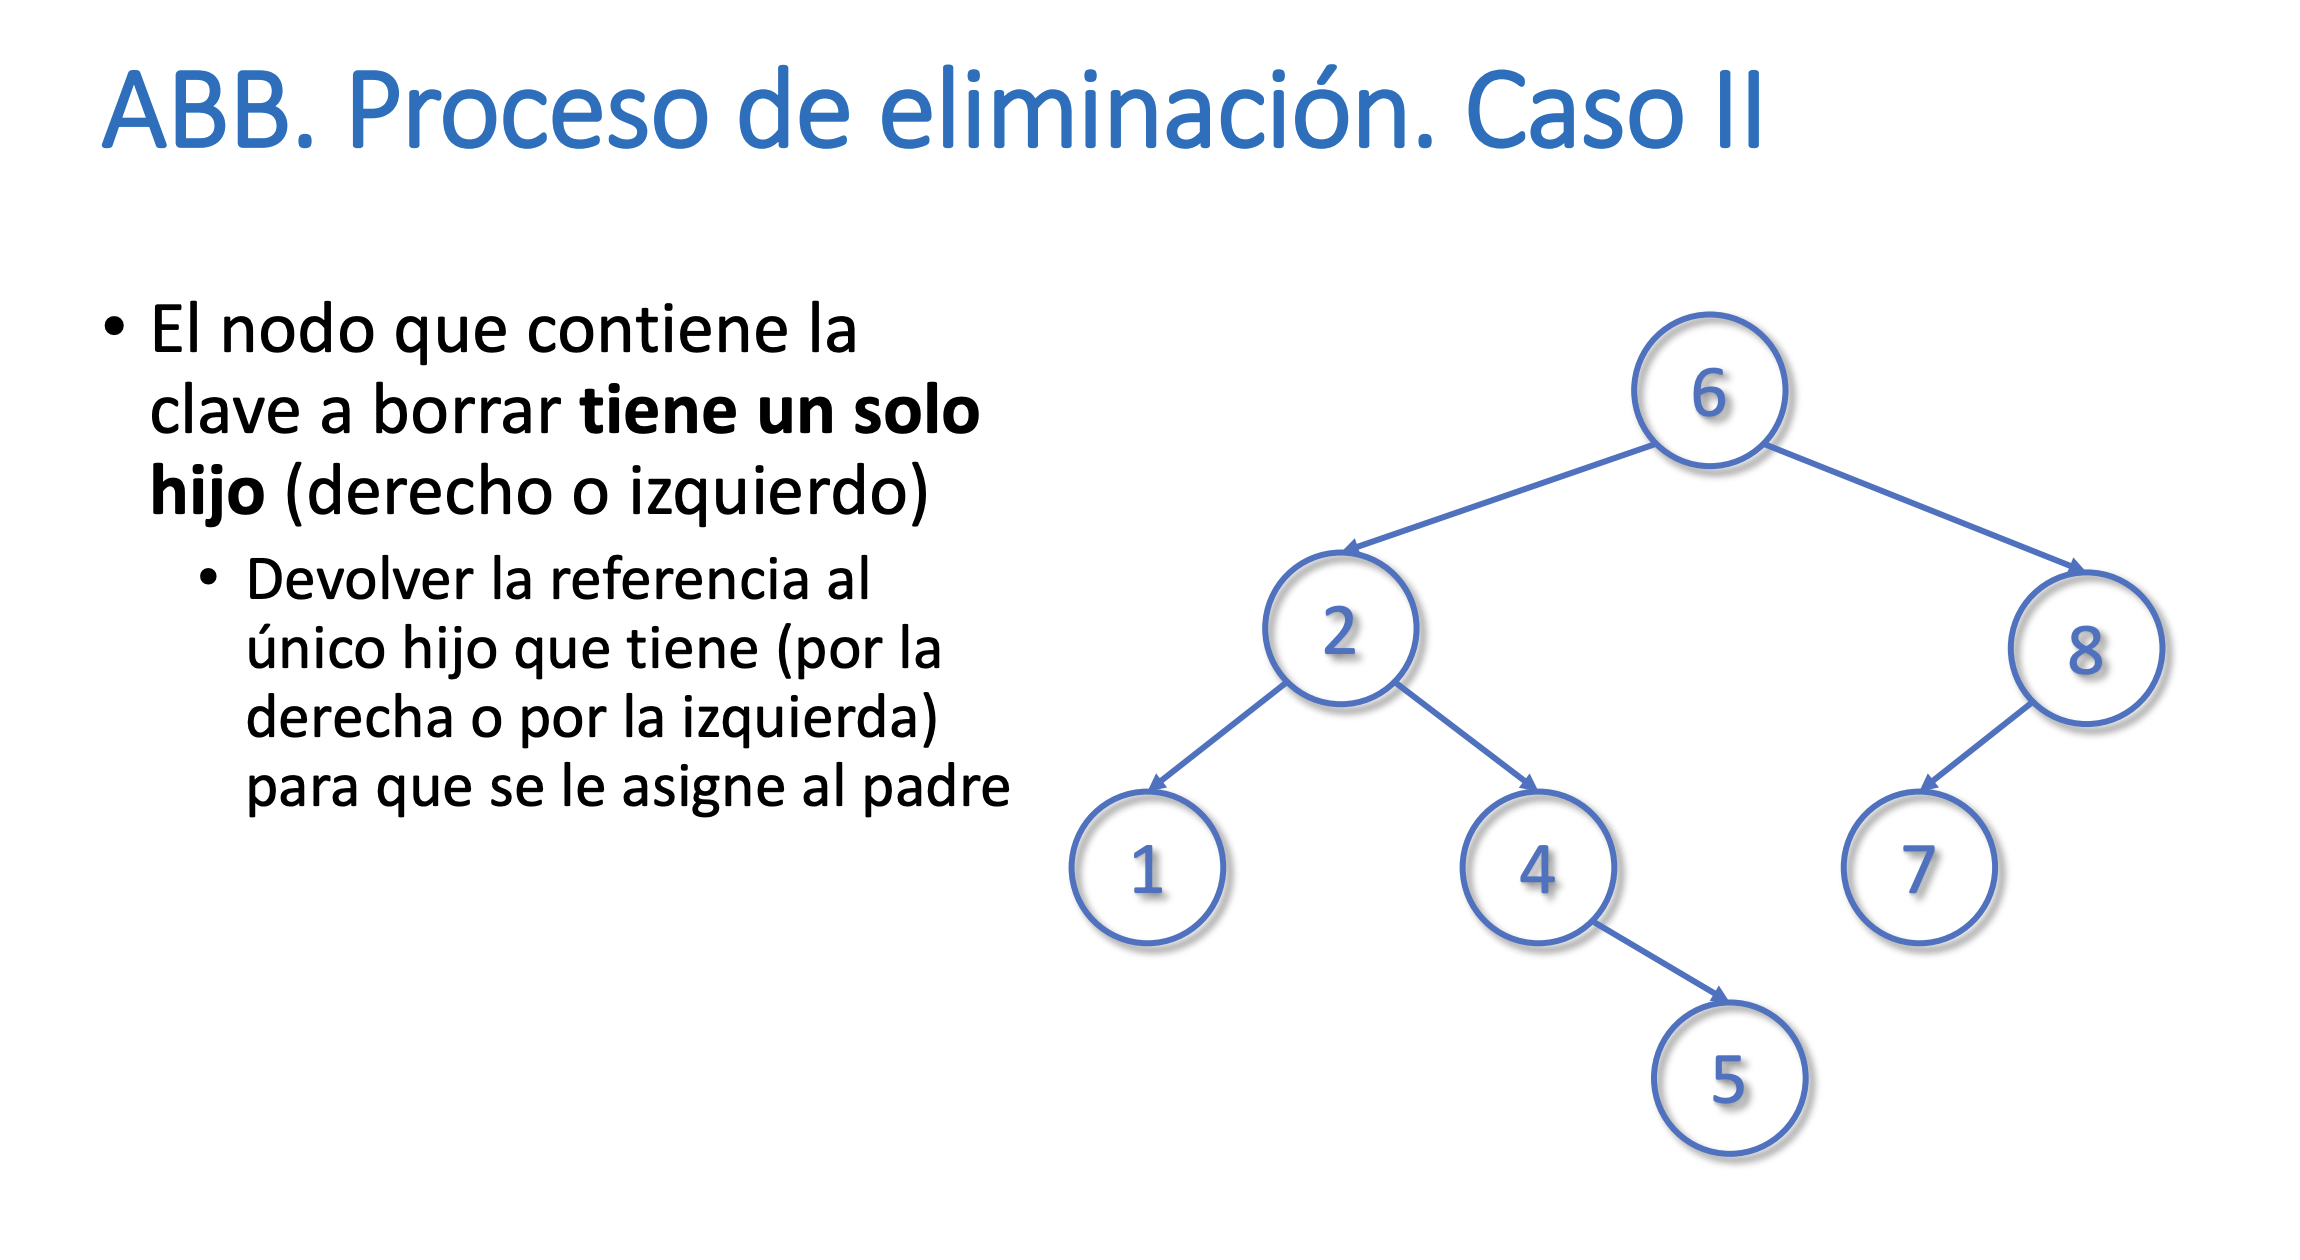 ABB. Proceso de eliminación. Caso II
• El nodo que contiene la
clave a borrar tiene un solo
hijo (derecho o izquierdo)
• Devolver la referencia al
único hijo que tiene (por la
derecha o por la izquierda)
para que se le asigne al padre
6
2
8
1
4
7
5